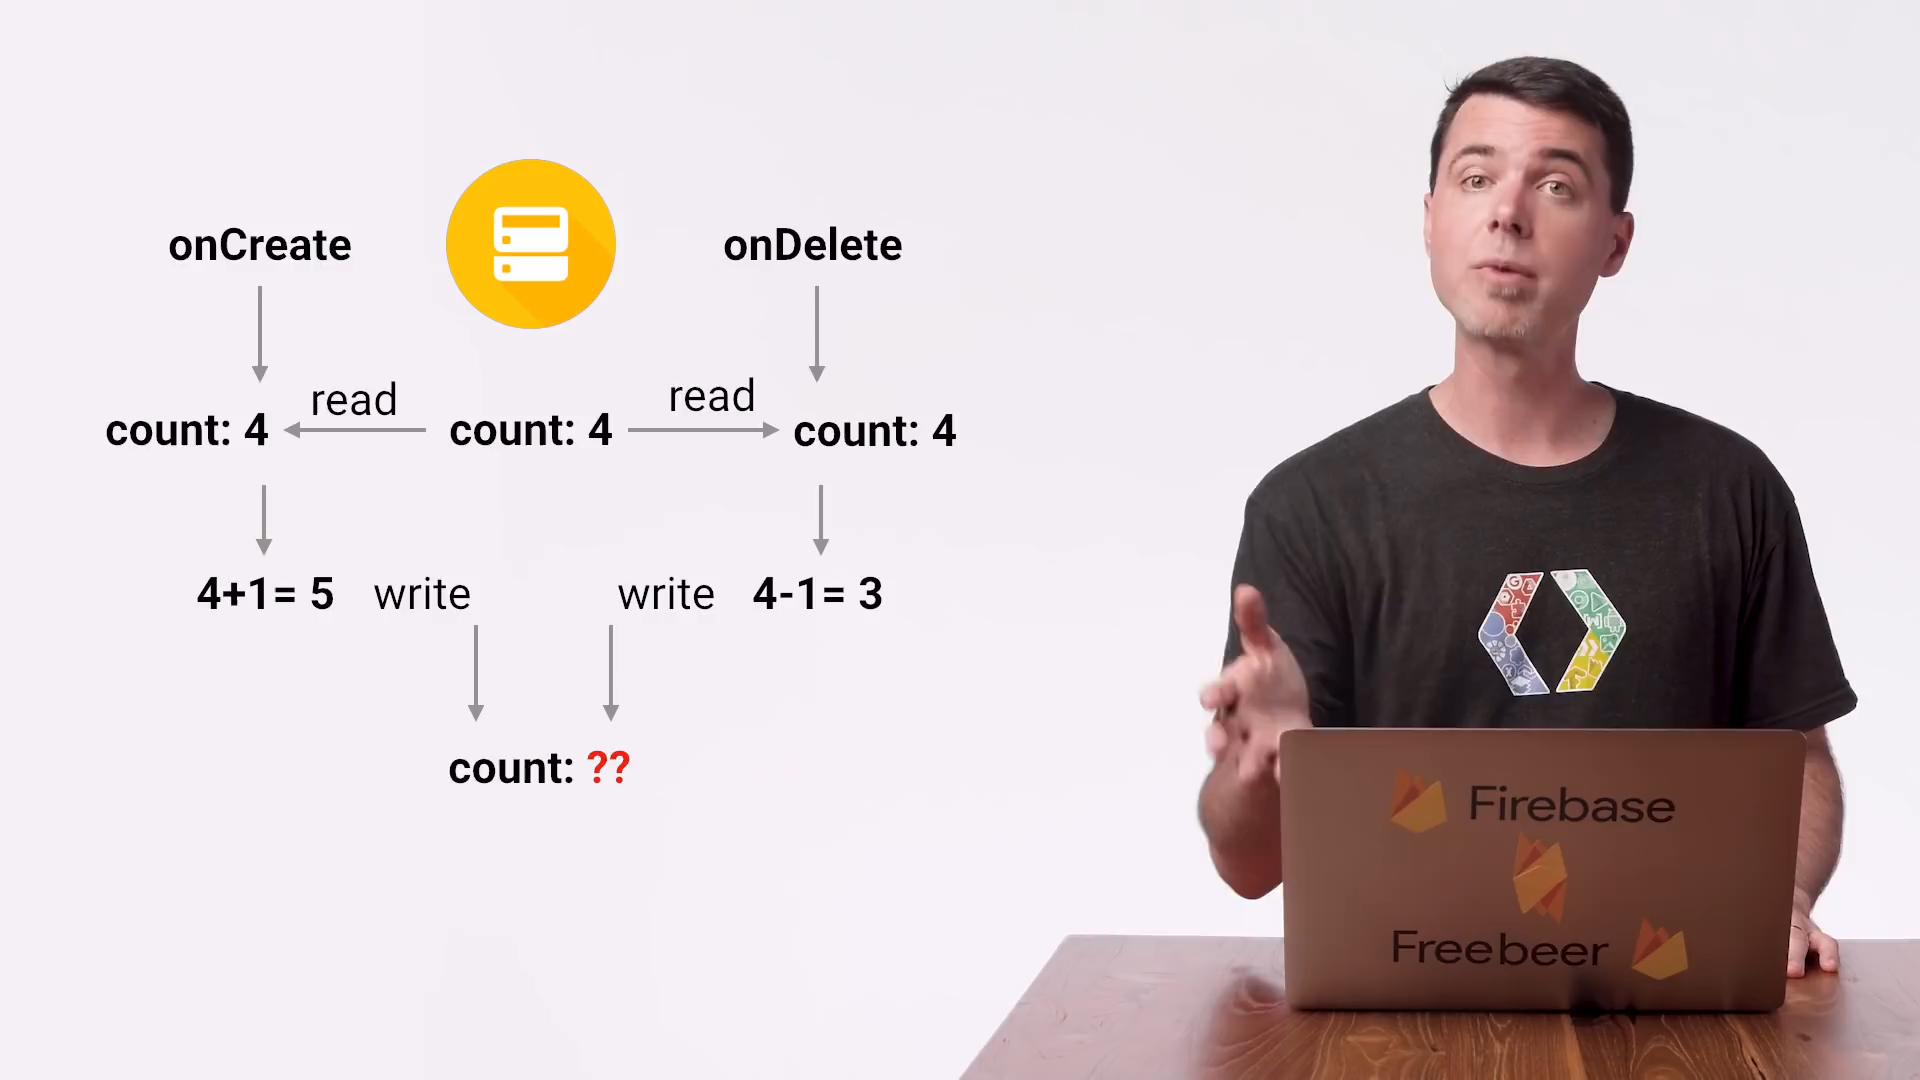 onCreate
onDelete
read
read
count: 4
count: 4
count: 4
4+1= 5
write
write
4-1= 3
count: ??
Firebase
Freebeer